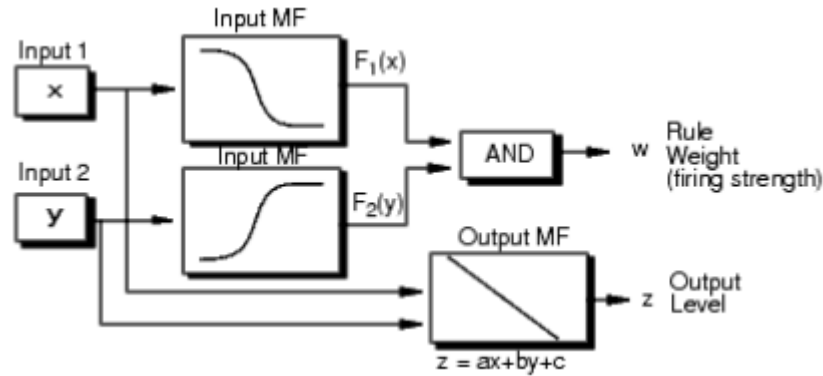 Input MF
Input 1
x
F1(x)
AND
w
Rule
Weight
(firing strength)
Input MF
Input 2
y
F2(y)
Output MF
z
Output
Level
z = ax+by+c